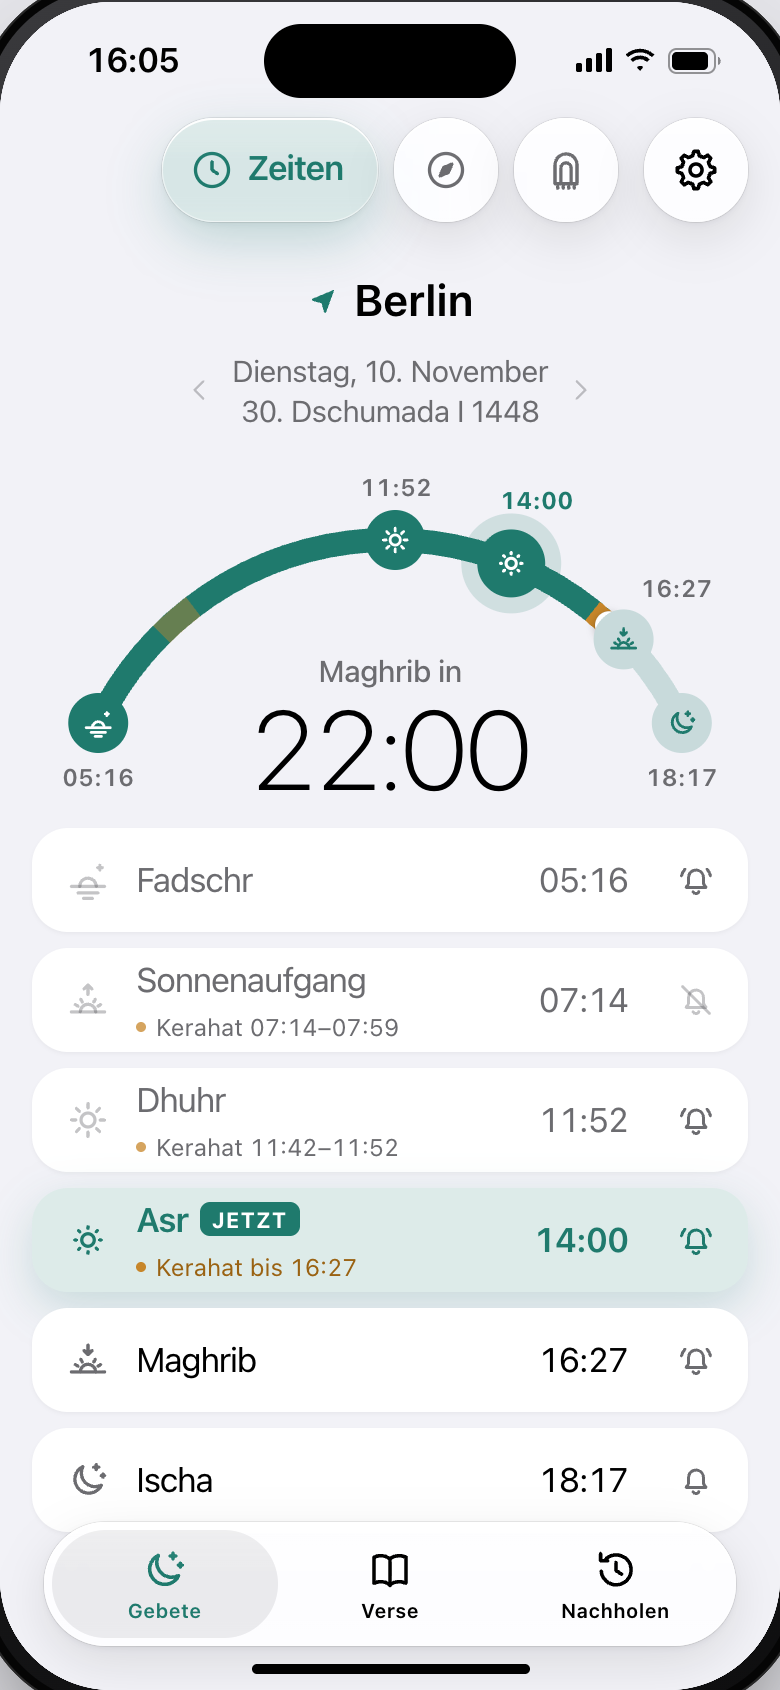 16:05
Zeiten
Berlin
Dienstag, 10. November
30. Dschumada I 1448
11:52
14:00
16:27
Maghrib in
22:00
05:16
18:17
Fadschr 05:16
Sonnenaufgang 07:14
Kerahat 07:14–07:59
Dhuhr 11:52
Kerahat 11:42–11:52
Asr JETZT 14:00
Kerahat bis 16:27
Maghrib 16:27
Ischa 18:17
Gebete Verse Nachholen